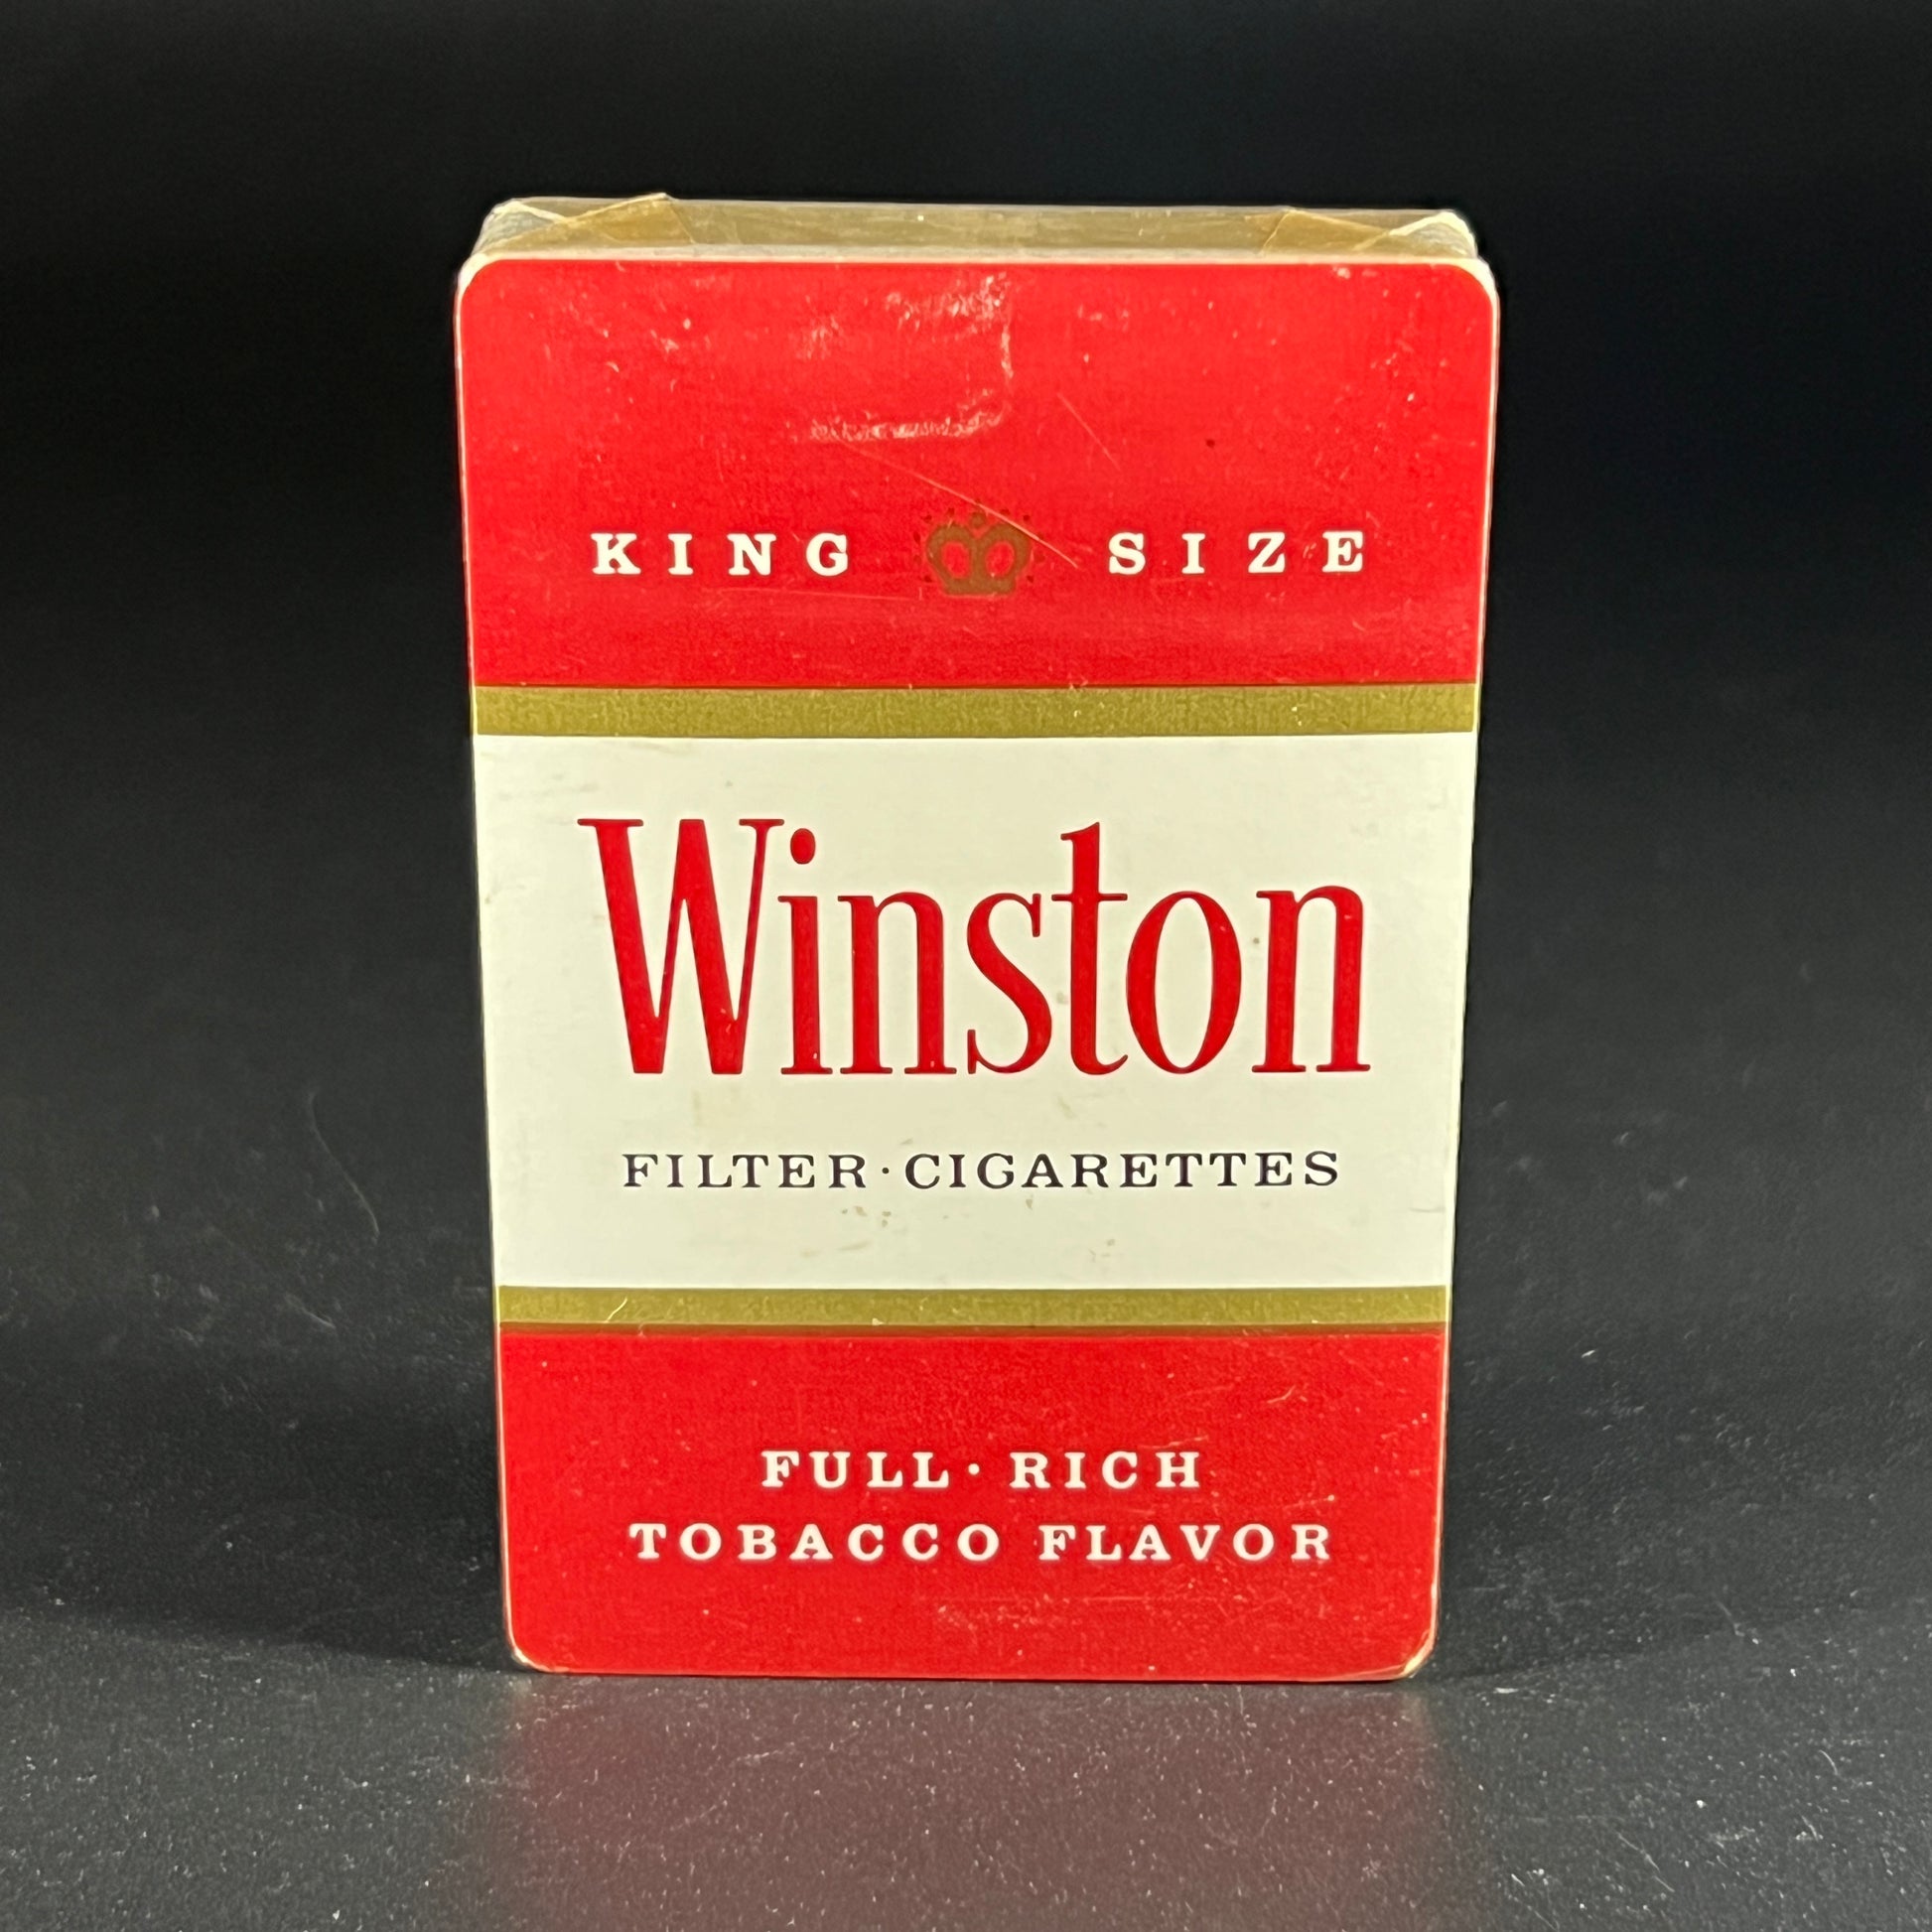 KING SIZE
Winston
FILTER·CIGARETTES
FULL·RICH
TOBACCO FLAVOR